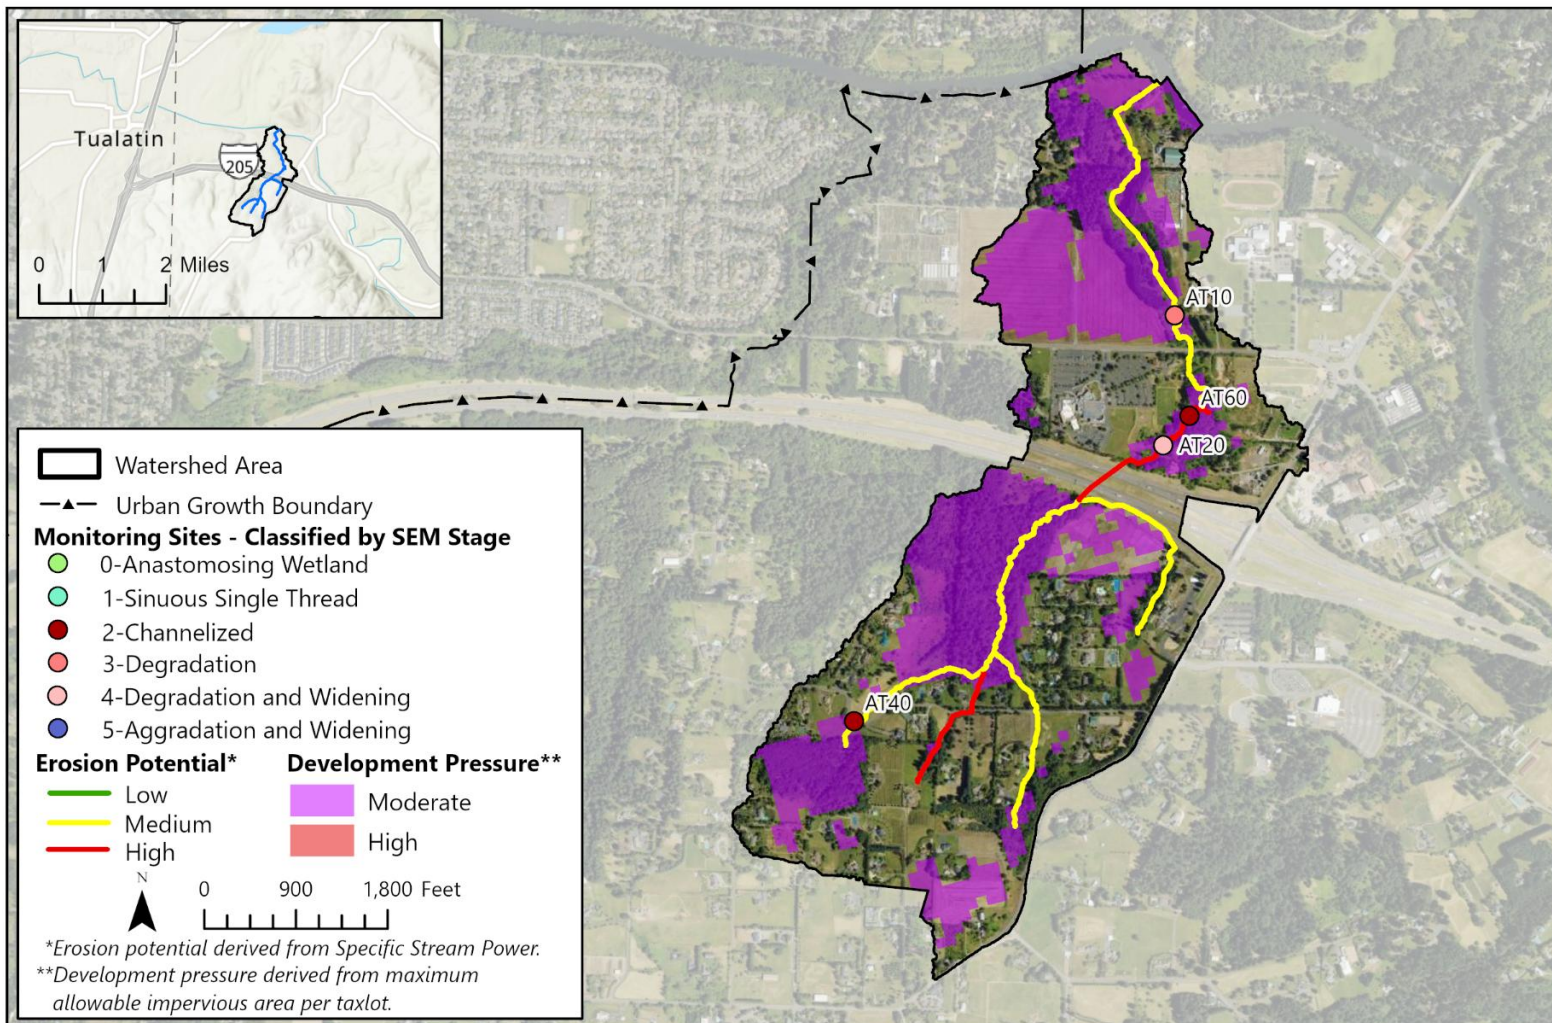 Tualatin
205
0 1 2 Miles
AT10
AT60
AT20
AT40
Watershed Area
Urban Growth Boundary
Monitoring Sites - Classified by SEM Stage
0-Anastomosing Wetland
1-Sinuous Single Thread
2-Channelized
3-Degradation
4-Degradation and Widening
5-Aggradation and Widening
Erosion Potential* Development Pressure**
Low
Medium
High
Moderate
High
N
0 900 1,800 Feet
*Erosion potential derived from Specific Stream Power.
**Development pressure derived from maximum
allowable impervious area per taxlot.